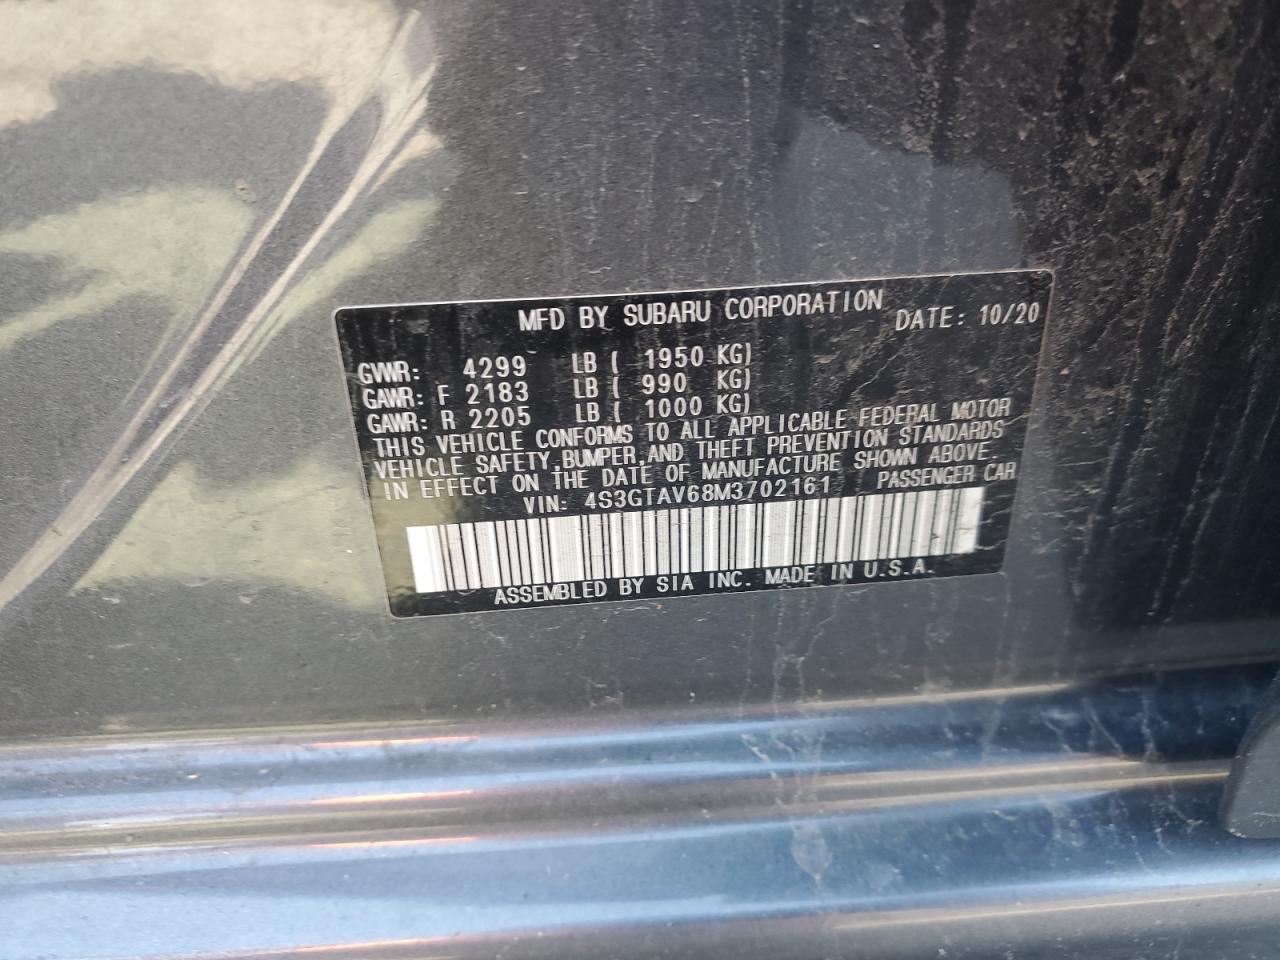 MFD BY SUBARU CORPORATION DATE: 10/20
GVWR: 4299 LB ( 1950 KG)
GAWR: F 2183 LB ( 990 KG)
GAWR: R 2205 LB ( 1000 KG)
THIS VEHICLE CONFORMS TO ALL APPLICABLE FEDERAL MOTOR
VEHICLE SAFETY,BUMPER,AND THEFT PREVENTION STANDARDS
IN EFFECT ON THE DATE OF MANUFACTURE SHOWN ABOVE.
VIN: 4S3GTAV68M3702161 PASSENGER CAR
ASSEMBLED BY SIA INC. MADE IN U.S.A.